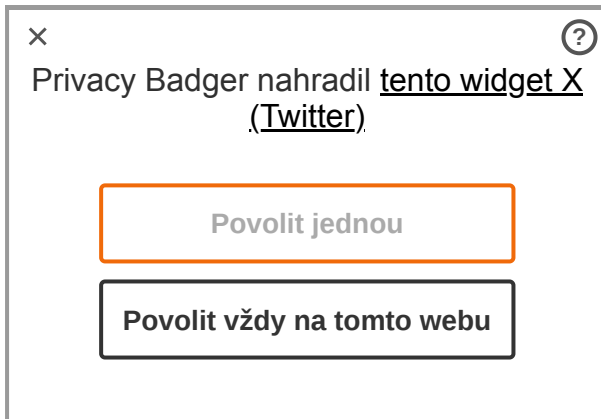 Privacy Badger nahradil tento widget X
(Twitter)
Povolit jednou
Povolit vždy na tomto webu